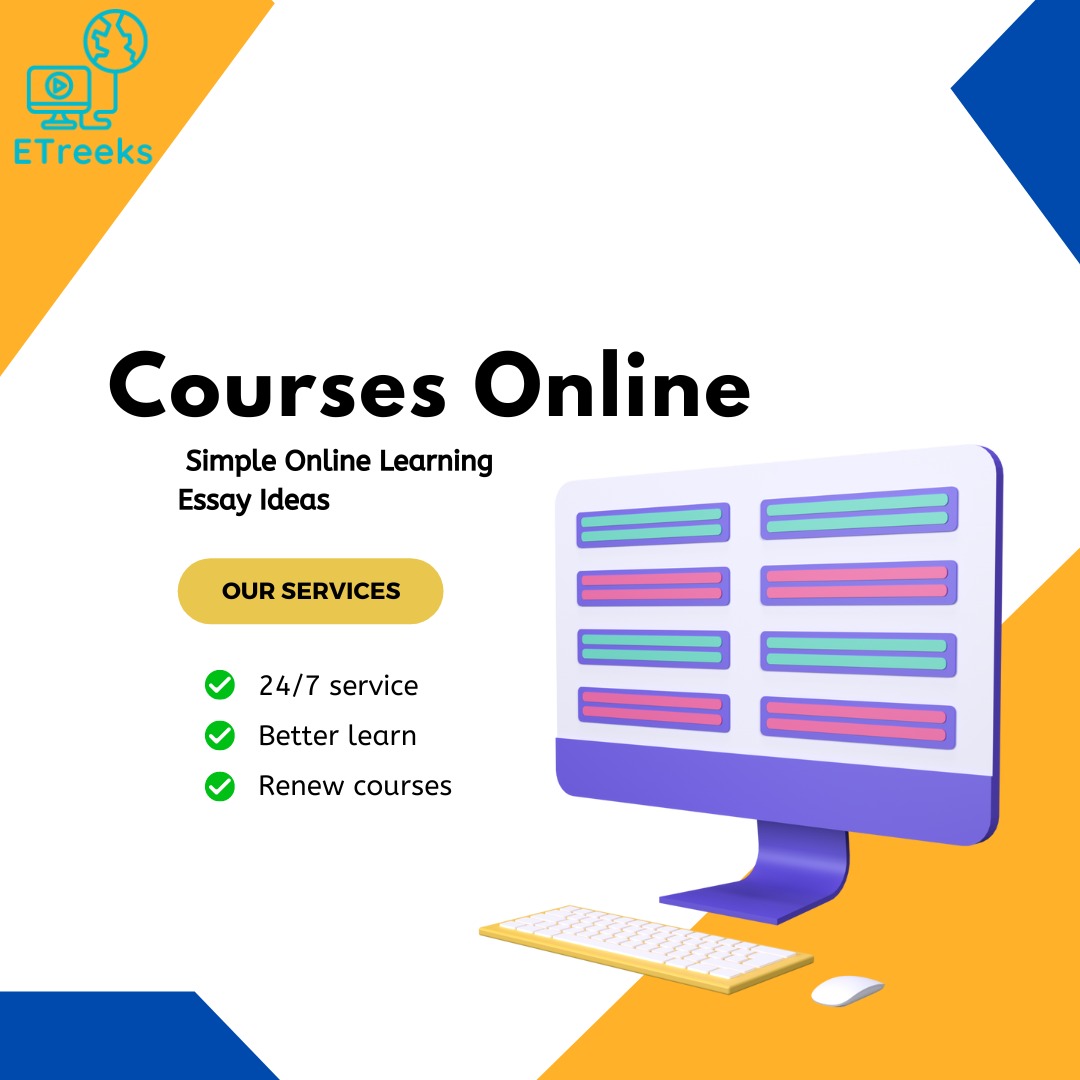 ETreeks
Courses Online
Simple Online Learning
Essay Ideas
OUR SERVICES
24/7 service
Better learn
Renew courses